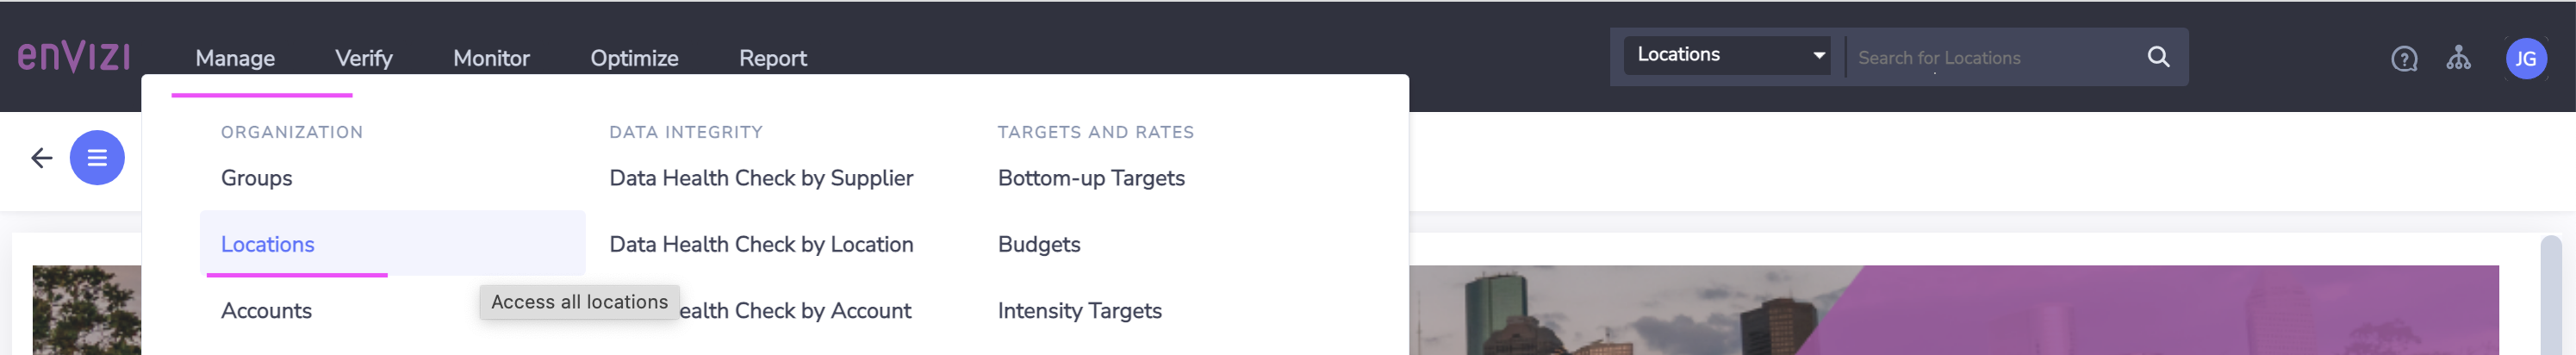 enVIZI Manage Verify Monitor Optimize Report Locations Search for Locations JG
ORGANIZATION DATA INTEGRITY TARGETS AND RATES
Groups Data Health Check by Supplier Bottom-up Targets
Locations Data Health Check by Location Budgets
Access all locations
Accounts ealth Check by Account Intensity Targets